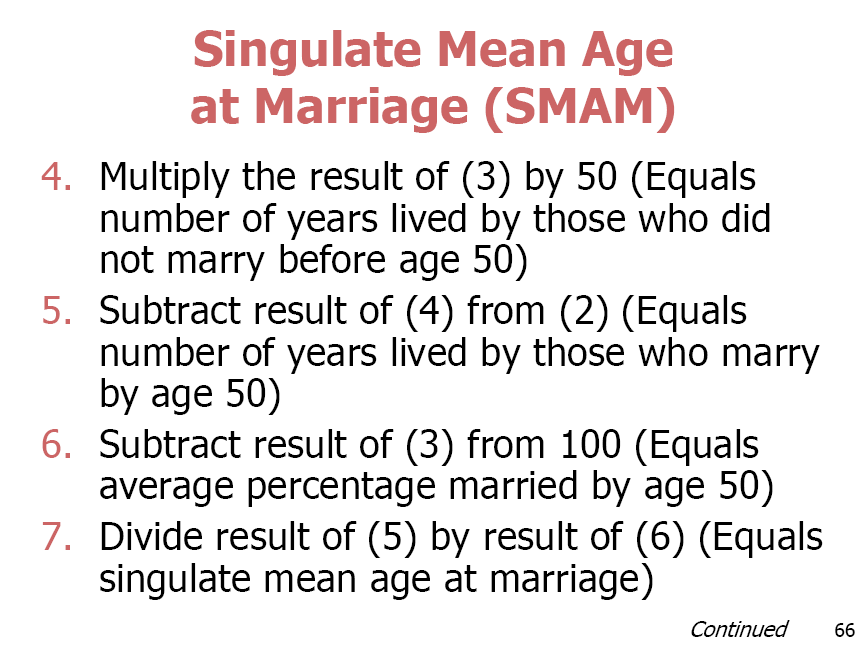 Singulate Mean Age
at Marriage (SMAM)
4. Multiply the result of (3) by 50 (Equals
number of years lived by those who did
not marry before age 50)
5. Subtract result of (4) from (2) (Equals
number of years lived by those who marry
by age 50)
6. Subtract result of (3) from 100 (Equals
average percentage married by age 50)
7. Divide result of (5) by result of (6) (Equals
singulate mean age at marriage)
Continued 66